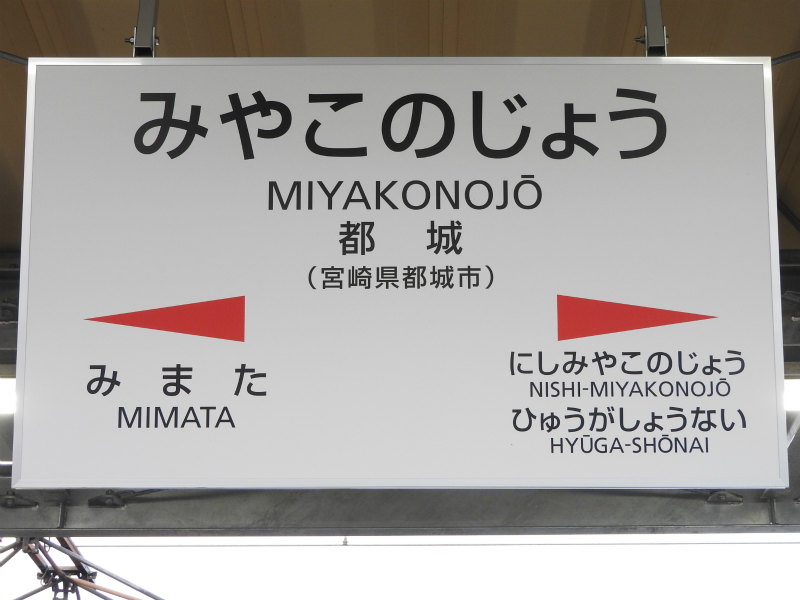 みやこのじょう
MIYAKONOJŌ
都 城
（宮崎県都城市）
みまた
MIMATA
にしみやこのじょう
NISHI-MIYAKONOJŌ
ひゅうがしょうない
HYŪGA-SHŌNAI